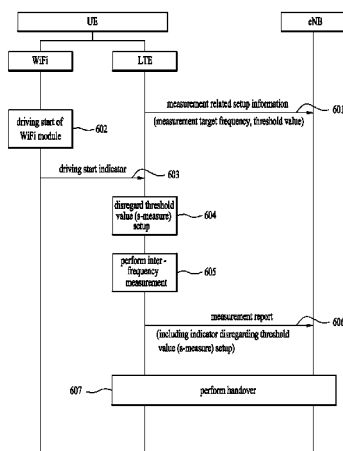 UE
eNB
WiFi
LTE
measurement related setup information
(measurement target frequency, threshold value)
601
driving start of
WiFi module
602
driving start indicator
603
disregard threshold
value (s-measure)
setup
604
perform inter -
frequency
measurement
605
measurement report
606
(including indicator disregarding threshold
value (s-measure) setup)
607
perform handover